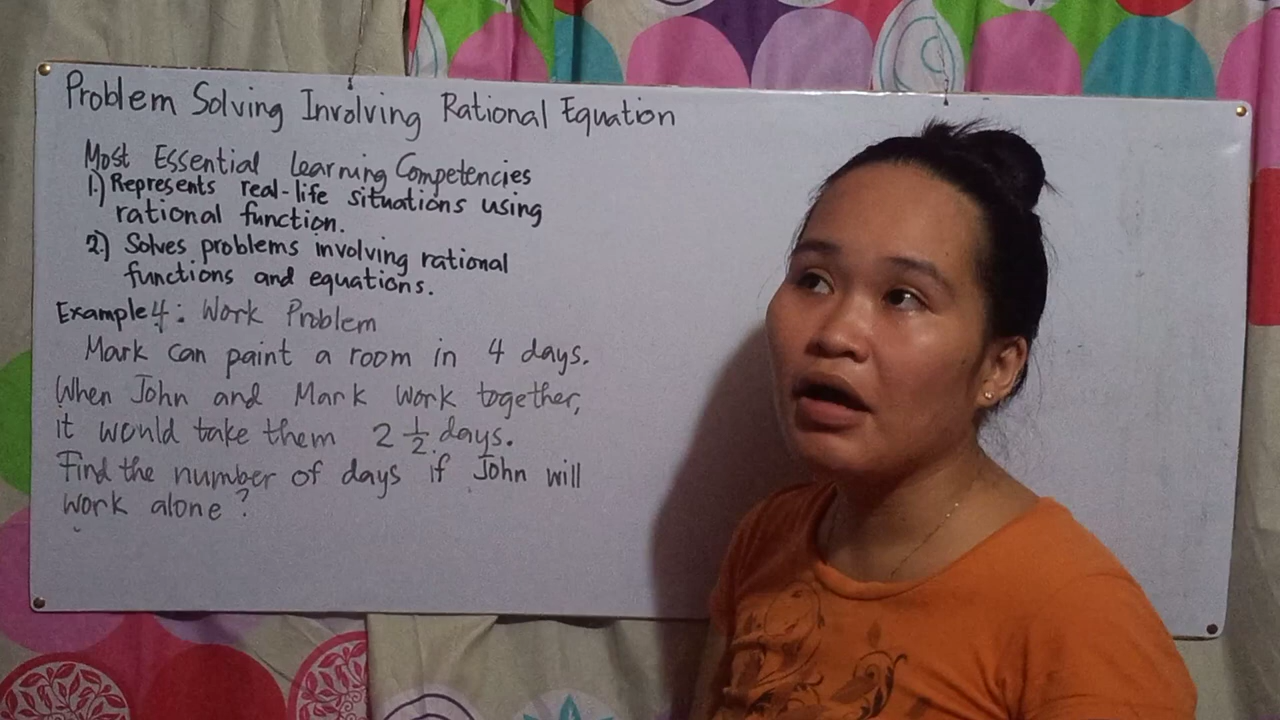 Problem Solving Involving Rational Equation
Most Essential Learning Competencies
1.) Represents real-life situations using
rational function.
2.) Solves problems involving rational
functions and equations.
Example 4: Work Problem
Mark can paint a room in 4 days.
When John and Mark work together,
it would take them 2 1/2 days.
Find the number of days if John will
work alone?